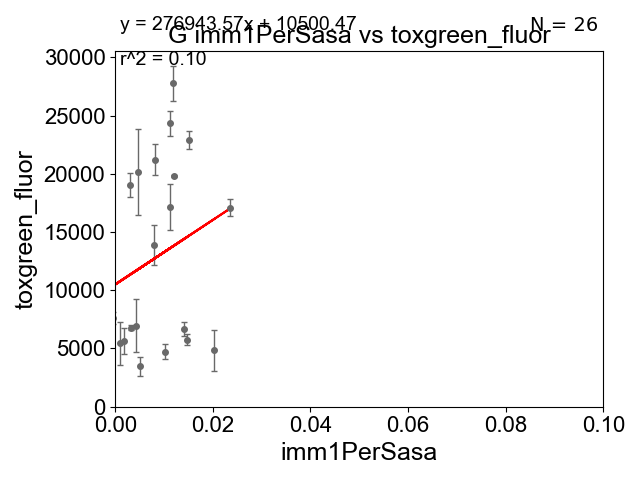 y = 276943.57x + 10500.47
N = 26
G imm1PerSasa vs toxgreen_fluor
r^2 = 0.10
30000
25000
20000
15000
10000
5000
0
toxgreen_fluor
0.00 0.02 0.04 0.06 0.08 0.10
imm1PerSasa